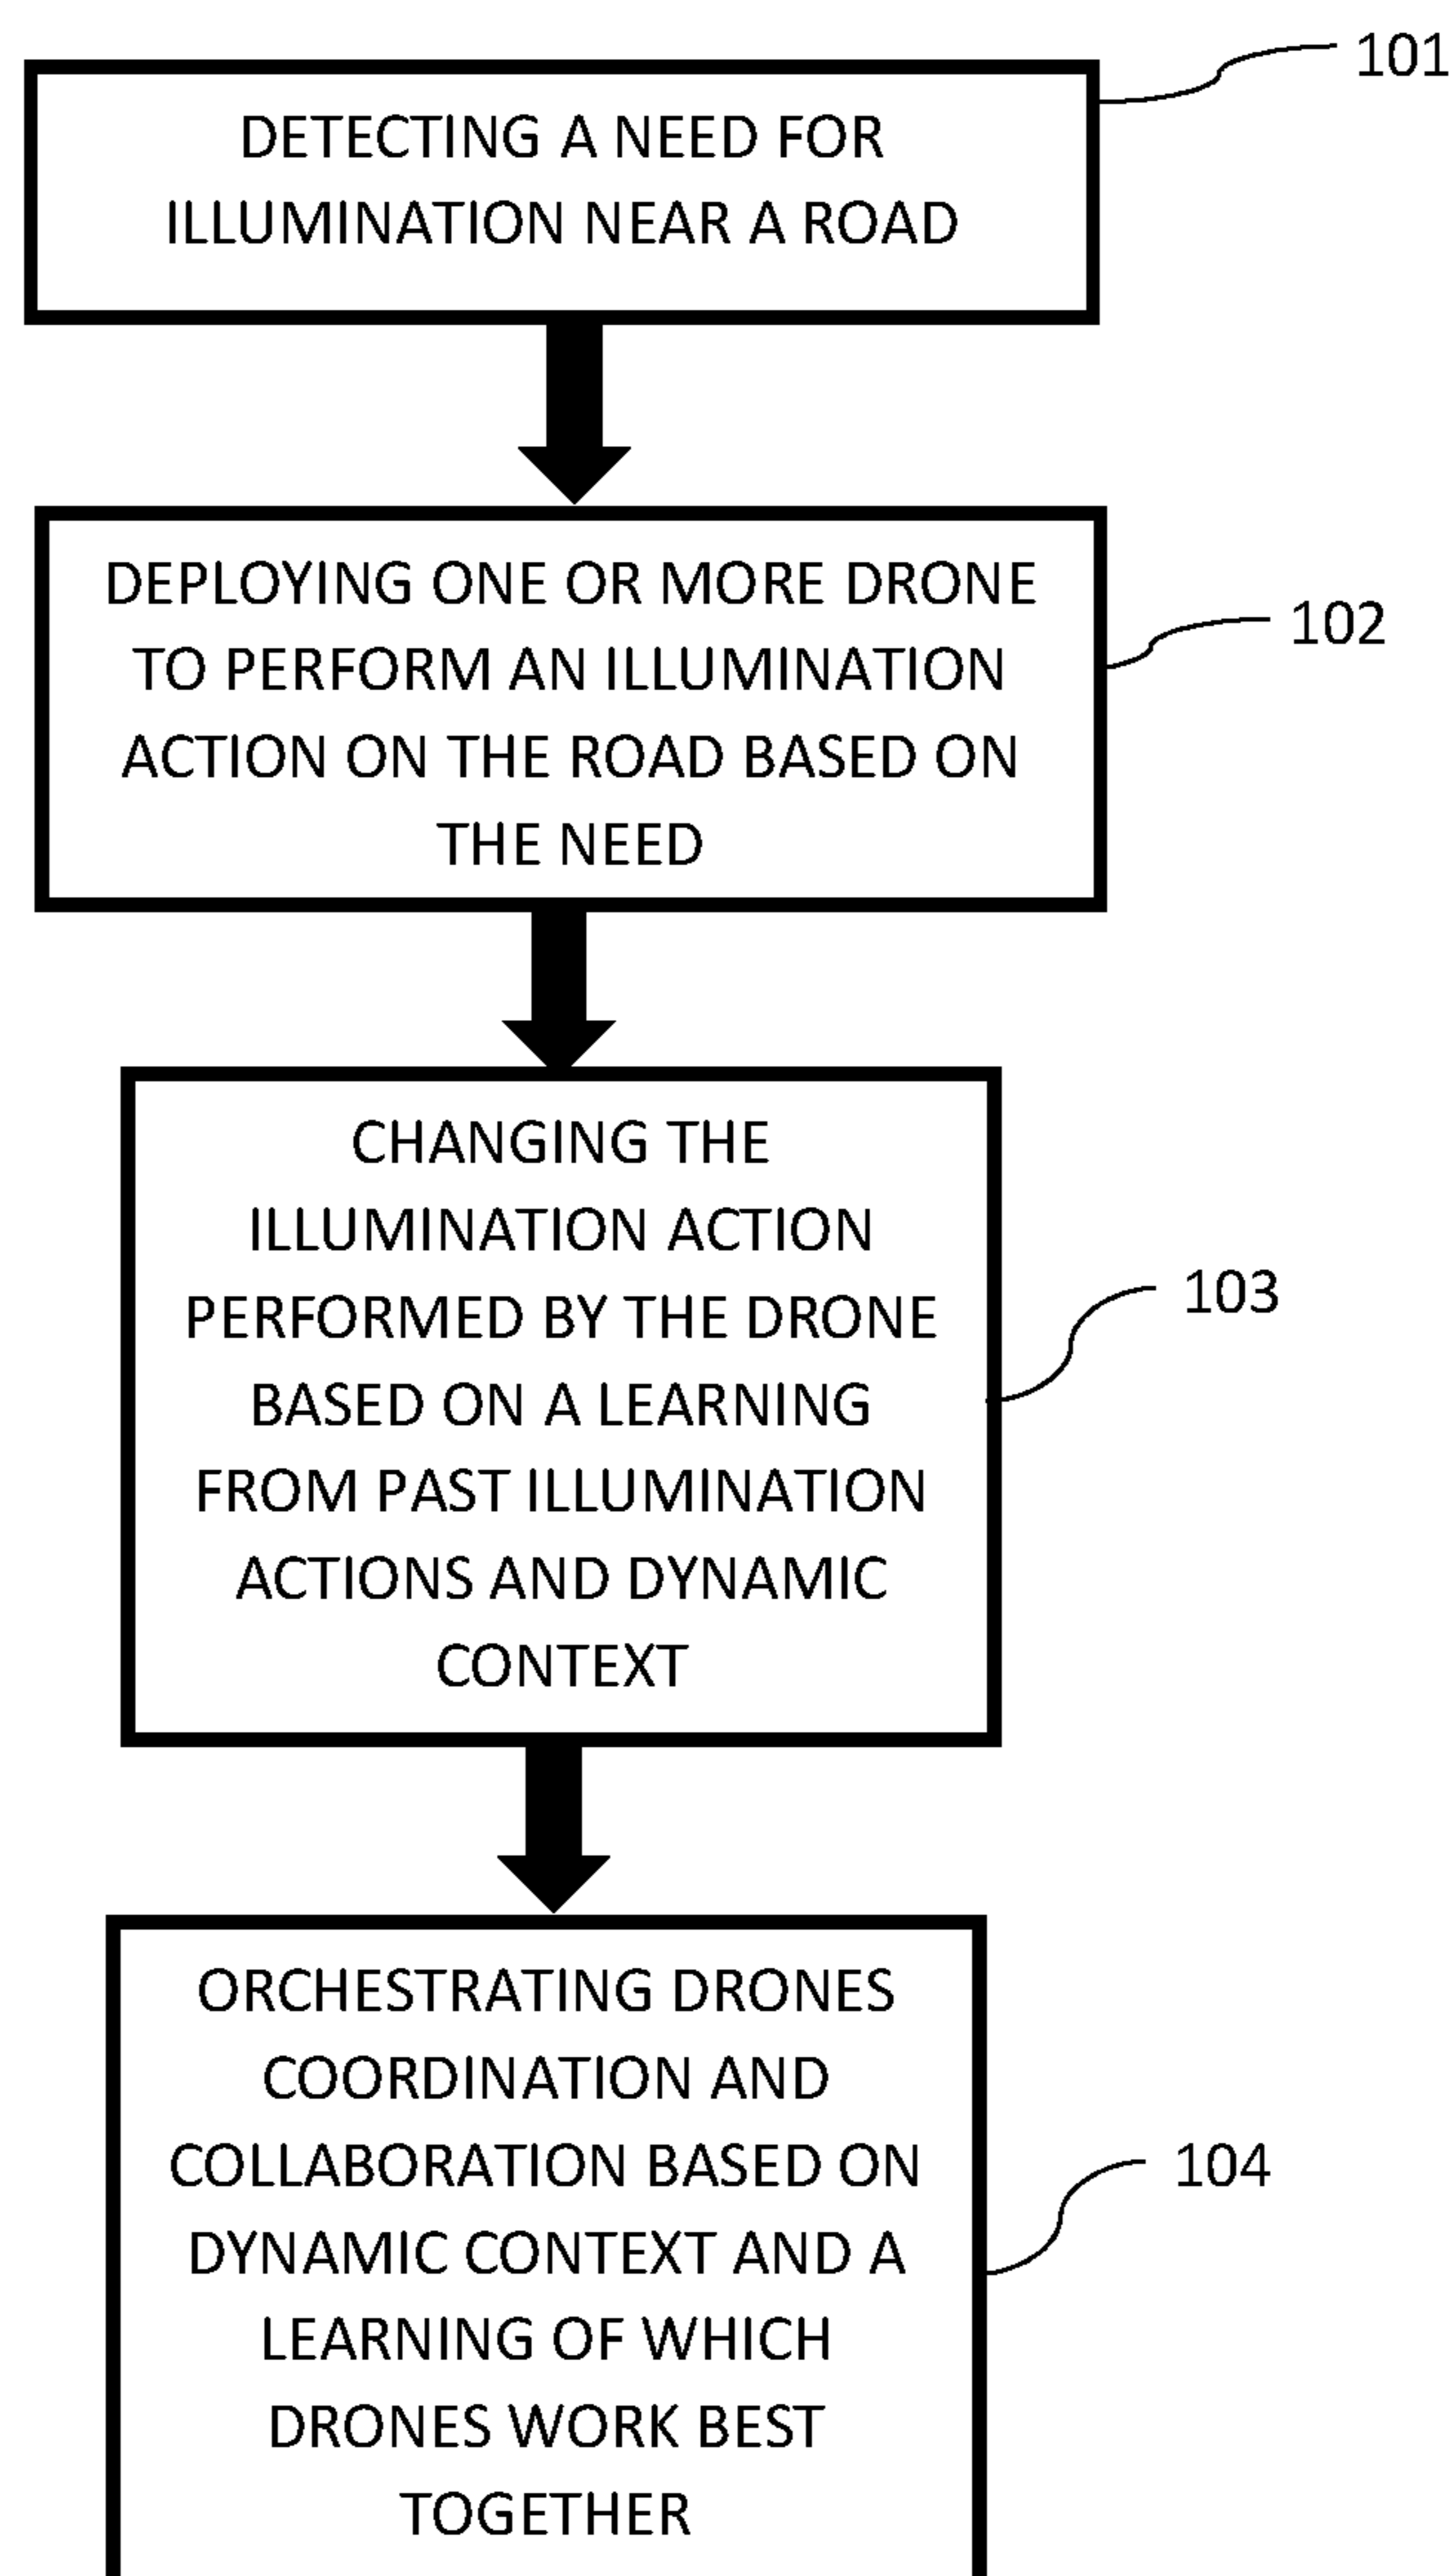 101
DETECTING A NEED FOR
ILLUMINATION NEAR A ROAD
DEPLOYING ONE OR MORE DRONE
TO PERFORM AN ILLUMINATION
ACTION ON THE ROAD BASED ON
THE NEED
102
CHANGING THE
ILLUMINATION ACTION
PERFORMED BY THE DRONE
BASED ON A LEARNING
FROM PAST ILLUMINATION
ACTIONS AND DYNAMIC
CONTEXT
103
ORCHESTRATING DRONES
COORDINATION AND
COLLABORATION BASED ON
DYNAMIC CONTEXT AND A
LEARNING OF WHICH
DRONES WORK BEST
TOGETHER
104